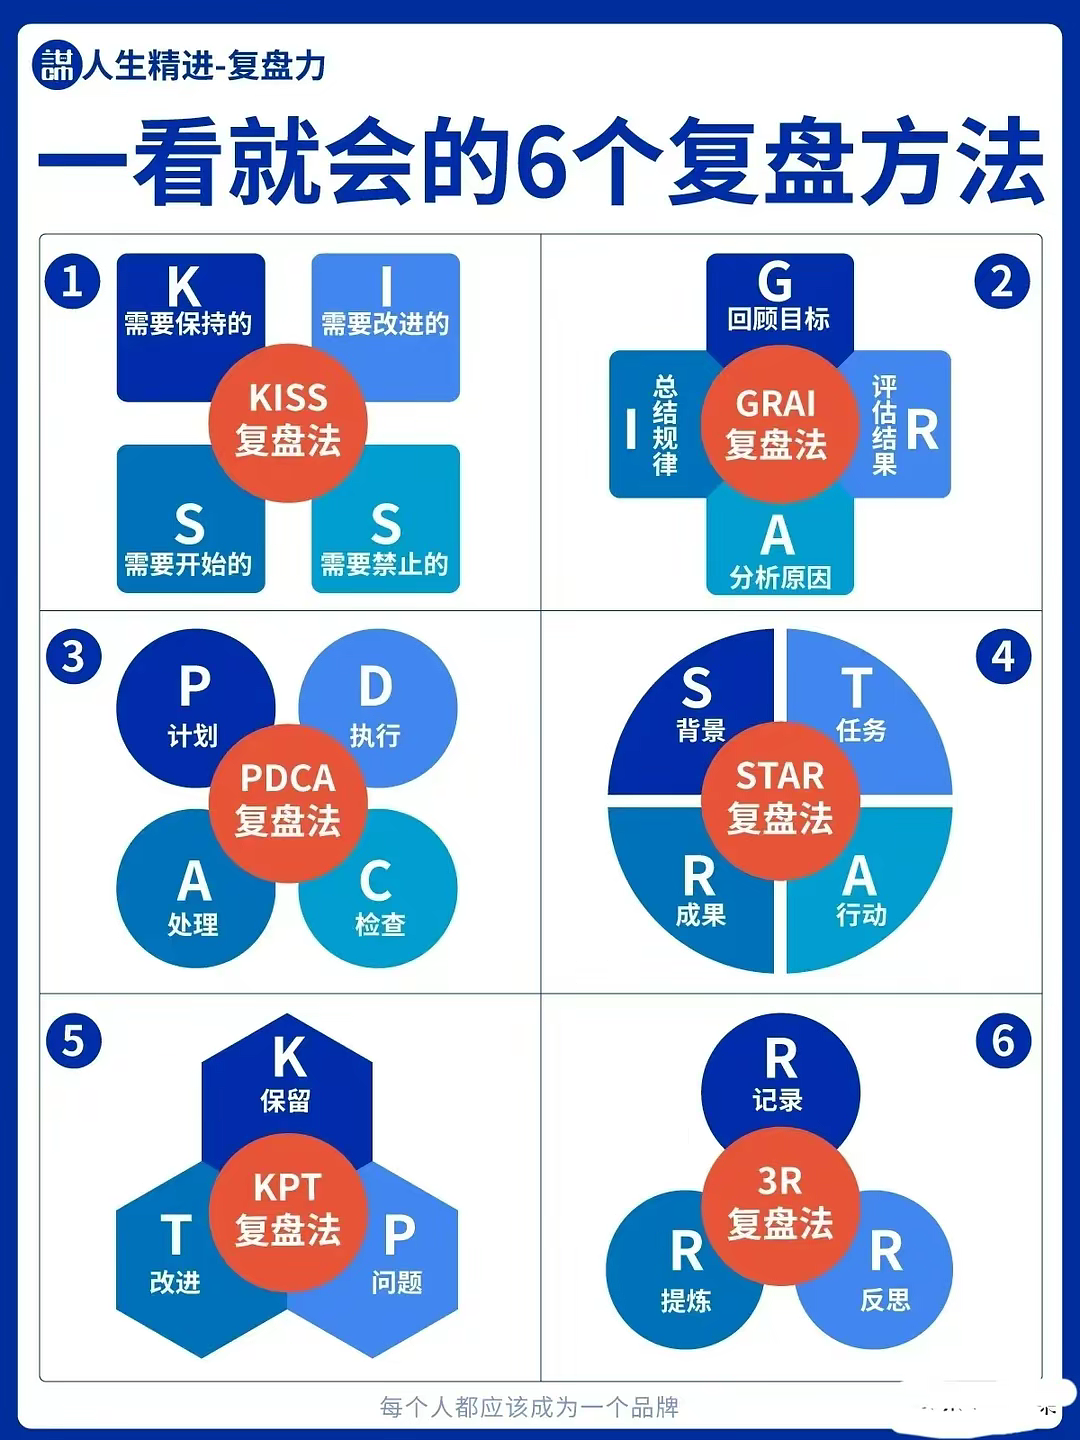 謀
GM
人生精进-复盘力
一看就会的6个复盘方法
1
K
需要保持的
I
需要改进的
KISS
复盘法
S
需要开始的
S
需要禁止的
2
G
回顾目标
I
总结规律
GRAI
复盘法
评估结果
R
A
分析原因
3
P
计划
D
执行
PDCA
复盘法
A
处理
C
检查
4
S
背景
T
任务
STAR
复盘法
R
成果
A
行动
5
K
保留
KPT
复盘法
T
改进
P
问题
6
R
记录
3R
复盘法
R
提炼
R
反思
每个人都应该成为一个品牌